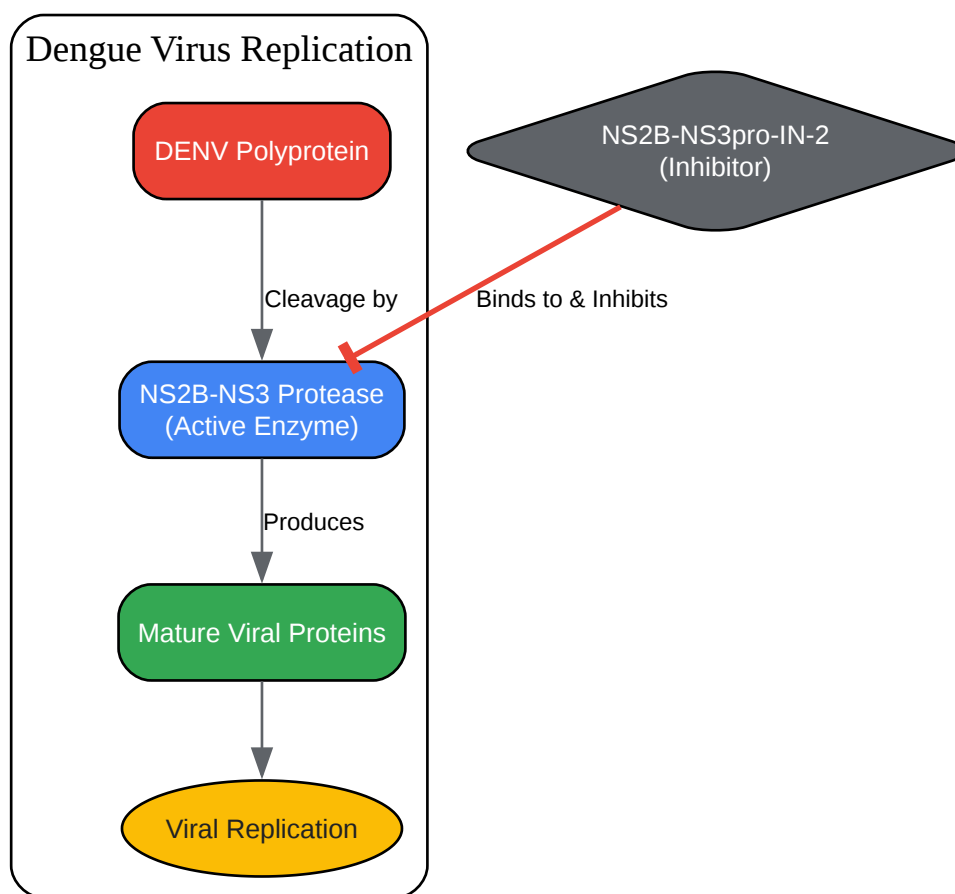 Dengue Virus Replication
DENV Polyprotein
NS2B-NS3pro-IN-2
(Inhibitor)
Cleavage by
Binds to & Inhibits
NS2B-NS3 Protease
(Active Enzyme)
Produces
Mature Viral Proteins
Viral Replication